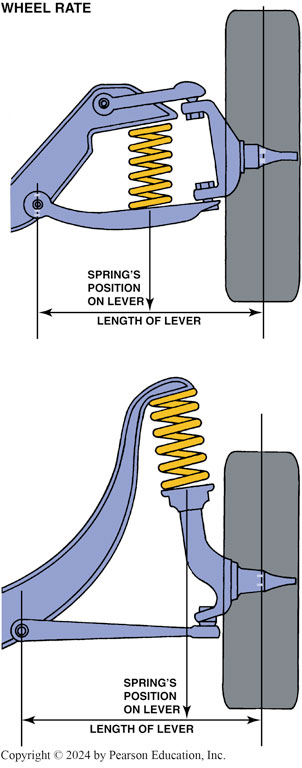 WHEEL RATE
SPRING'S
POSITION
ON LEVER
LENGTH OF LEVER
SPRING'S
POSITION
ON LEVER
LENGTH OF LEVER
Copyright © 2024 by Pearson Education, Inc.